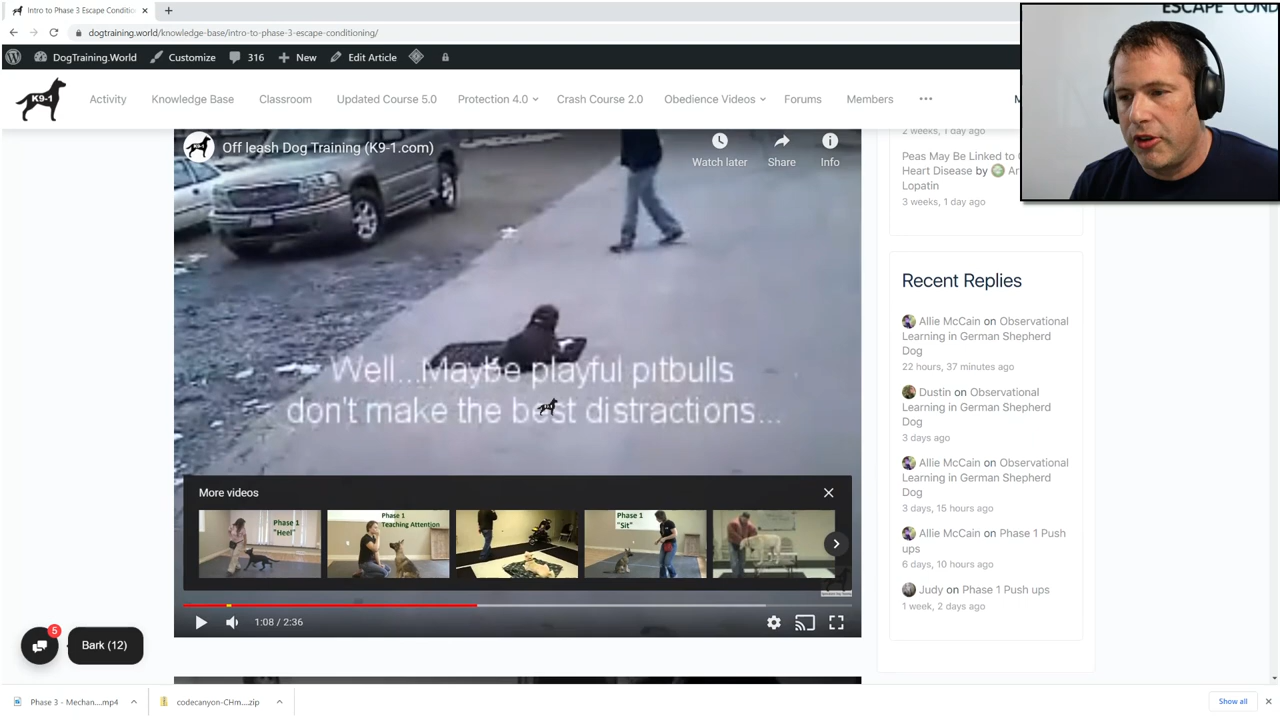 Intro to Phase 3 Escape Conditio
dogtraining.world/knowledge-base/intro-to-phase-3-escape-conditioning/
DogTraining.World
Customize
316
New
Edit Article
K9-1
Activity
Knowledge Base
Classroom
Updated Course 5.0
Protection 4.0
Crash Course 2.0
Obedience Videos
Forums
Members
M
ESCAPE COND
Off leash Dog Training (K9-1.com)
Watch later
Share
Info
Well...Maybe playful pitbulls
don't make the best distractions...
More videos
Phase 1
"Heel"
Phase 1
Teaching Attention
Phase 1
"Sit"
1:08 / 2:36
2 weeks, 1 day ago
Peas May Be Linked to
Heart Disease by Ar
Lopatin
3 weeks, 1 day ago
Recent Replies
Allie McCain on Observational
Learning in German Shepherd
Dog
22 hours, 37 minutes ago
Dustin on Observational
Learning in German Shepherd
Dog
3 days ago
Allie McCain on Observational
Learning in German Shepherd
Dog
3 days, 15 hours ago
Allie McCain on Phase 1 Push
ups
6 days, 10 hours ago
Judy on Phase 1 Push ups
1 week, 2 days ago
5
Bark (12)
Phase 3 - Mechan....mp4
codecanyon-CHm....zip
Show all